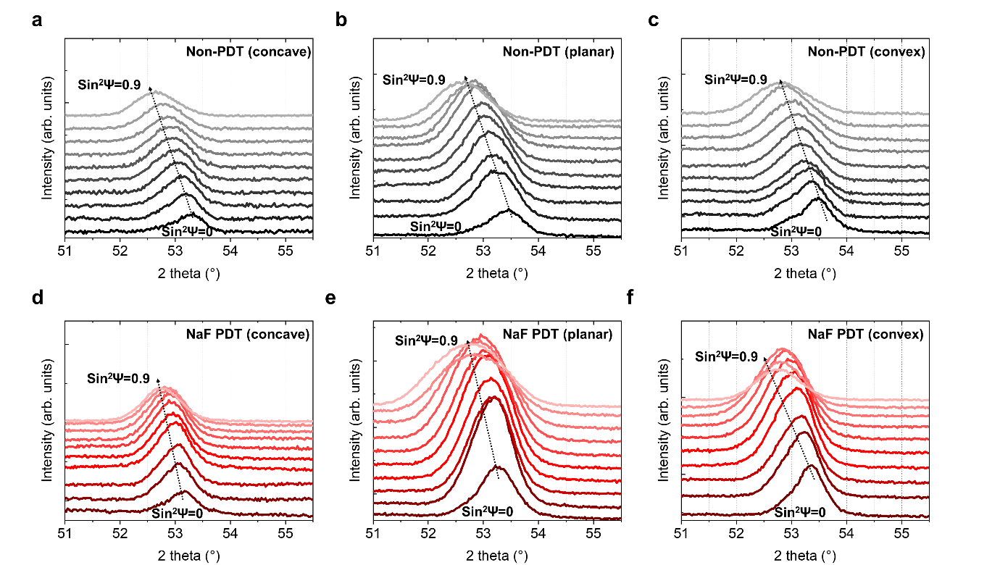 a
b
c
Non-PDT (concave)
Sin²Ψ=0.9
Sin²Ψ=0
Intensity (arb. units)
51 52 53 54 55
2 theta (°)
Non-PDT (planar)
Sin²Ψ=0.9
Sin²Ψ=0
Intensity (arb. units)
51 52 53 54 55
2 theta (°)
Non-PDT (convex)
Sin²Ψ=0.9
Sin²Ψ=0
Intensity (arb. units)
51 52 53 54 55
2 theta (°)
d
e
f
NaF PDT (concave)
Sin²Ψ=0.9
Sin²Ψ=0
Intensity (arb. units)
51 52 53 54 55
2 theta (°)
NaF PDT (planar)
Sin²Ψ=0.9
Sin²Ψ=0
Intensity (arb. units)
51 52 53 54 55
2 theta (°)
NaF PDT (convex)
Sin²Ψ=0.9
Sin²Ψ=0
Intensity (arb. units)
51 52 53 54 55
2 theta (°)